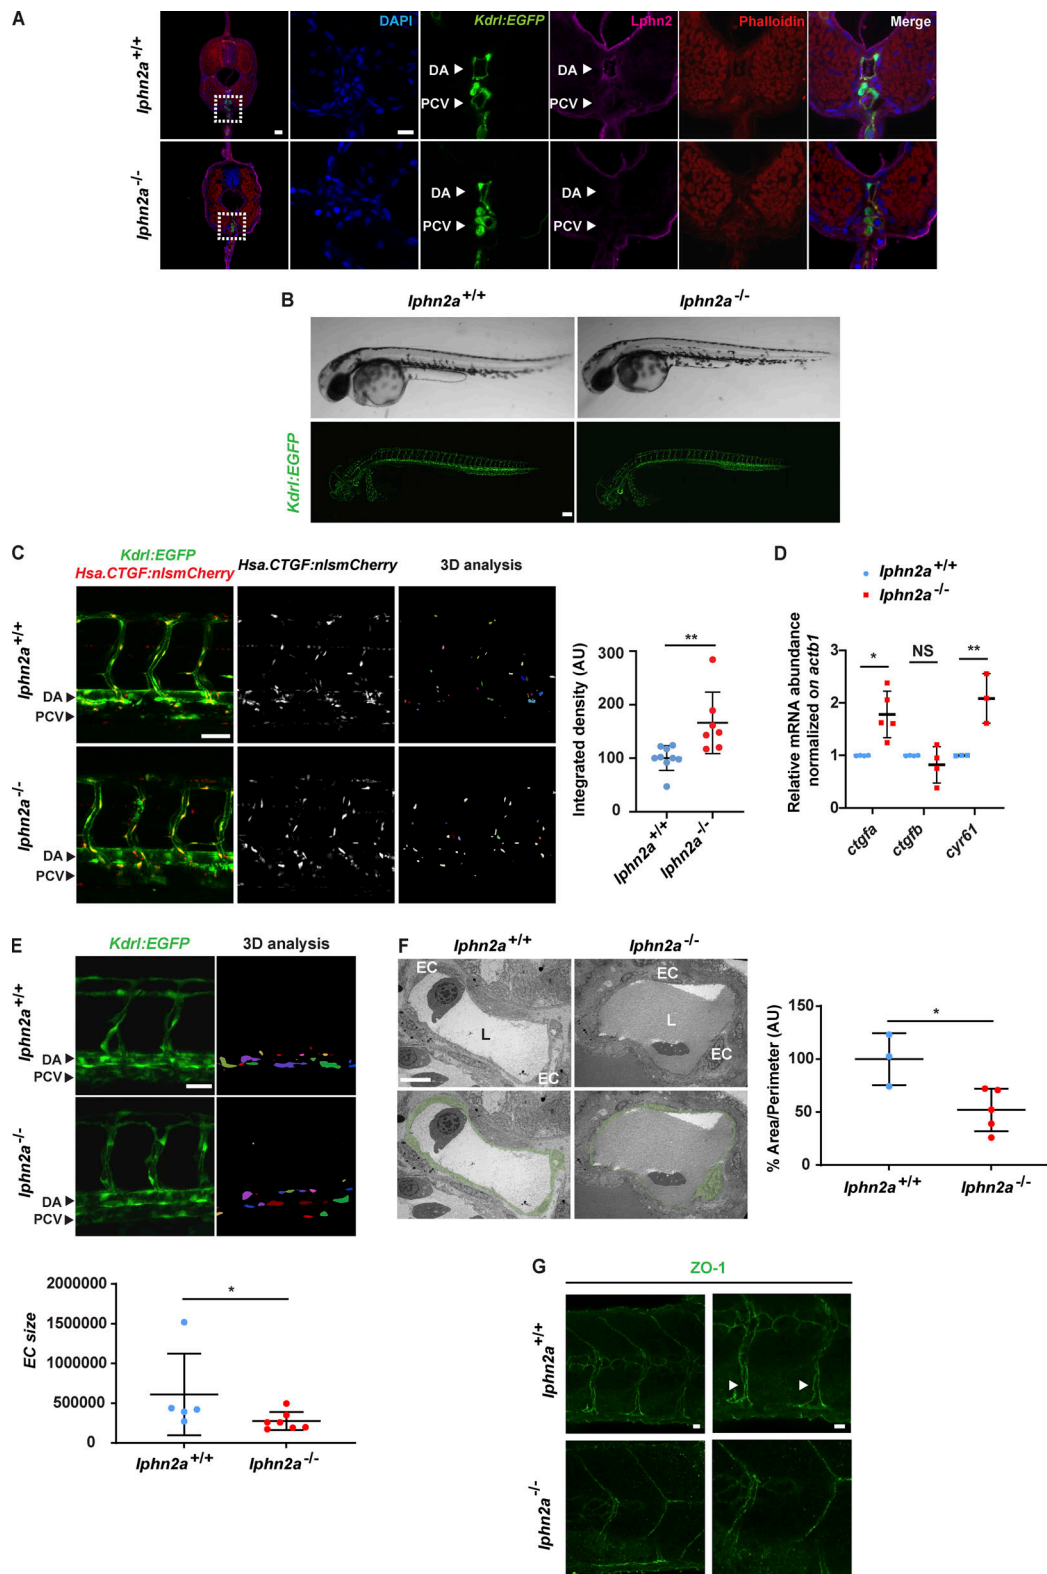 A
DAPI
Kdrl:EGFP
Lphn2
Phalloidin
Merge
lphn2a+/+
DA
PCV
DA
PCV
lphn2a-/-
DA
PCV
DA
PCV
B
lphn2a+/+
lphn2a-/-
Kdrl:EGFP
C
Kdrl:EGFP
Hsa.CTGF:nlsmCherry
Hsa.CTGF:nlsmCherry
3D analysis
lphn2a+/+
DA
PCV
lphn2a-/-
DA
PCV
Integrated density (AU)
300
200
100
0
**
lphn2a+/+
lphn2a-/-
D
lphn2a+/+
lphn2a-/-
Relative mRNA abundance
normalized on actb1
3
2
1
0
*
NS
**
ctgfa
ctgfb
cyr61
E
Kdrl:EGFP
3D analysis
lphn2a+/+
DA
PCV
lphn2a-/-
DA
PCV
EC size
2000000
1500000
1000000
500000
0
*
lphn2a+/+
lphn2a-/-
F
lphn2a+/+
lphn2a-/-
EC
L
EC
EC
L
EC
% Area/Perimeter (AU)
150
100
50
0
*
lphn2a+/+
lphn2a-/-
G
ZO-1
lphn2a+/+
lphn2a-/-